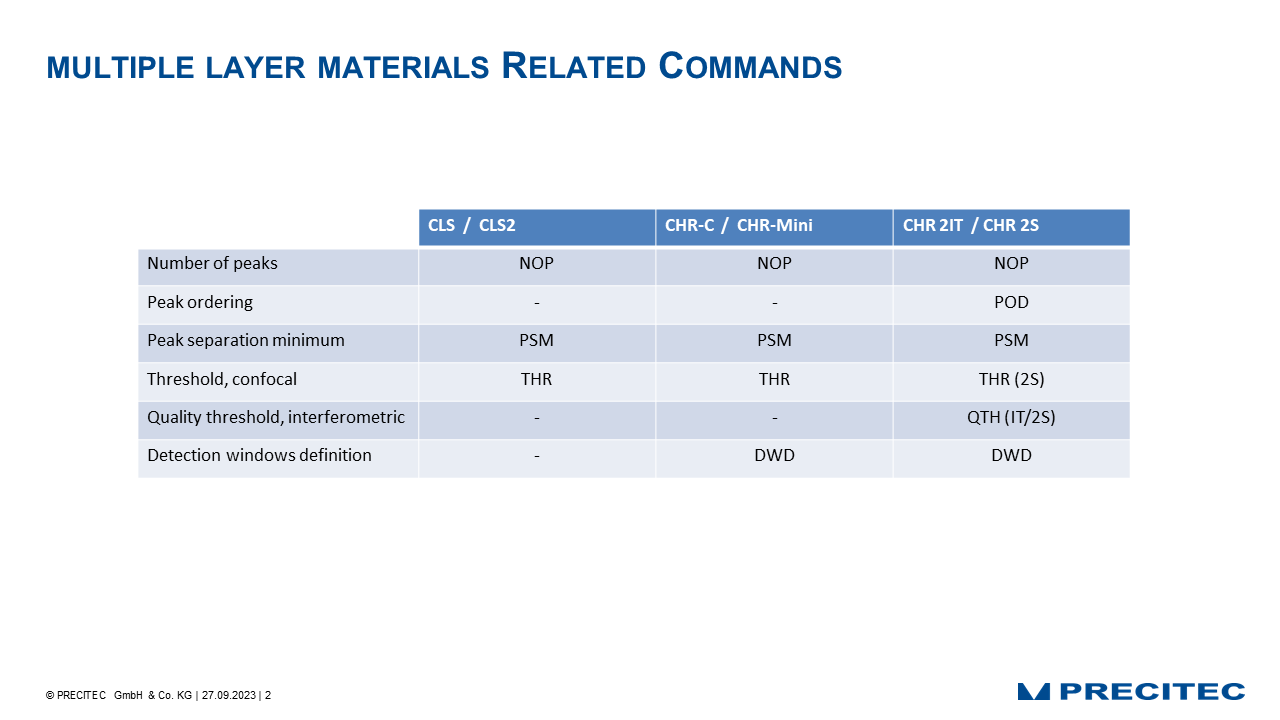 MULTIPLE LAYER MATERIALS RELATED COMMANDS
CLS / CLS2 CHR-C / CHR-Mini CHR 2IT / CHR 2S
Number of peaks NOP NOP NOP
Peak ordering - - POD
Peak separation minimum PSM PSM PSM
Threshold, confocal THR THR THR (2S)
Quality threshold, interferometric - - QTH (IT/2S)
Detection windows definition - DWD DWD
© PRECITEC GmbH & Co. KG | 27.09.2023 | 2
PRECITEC